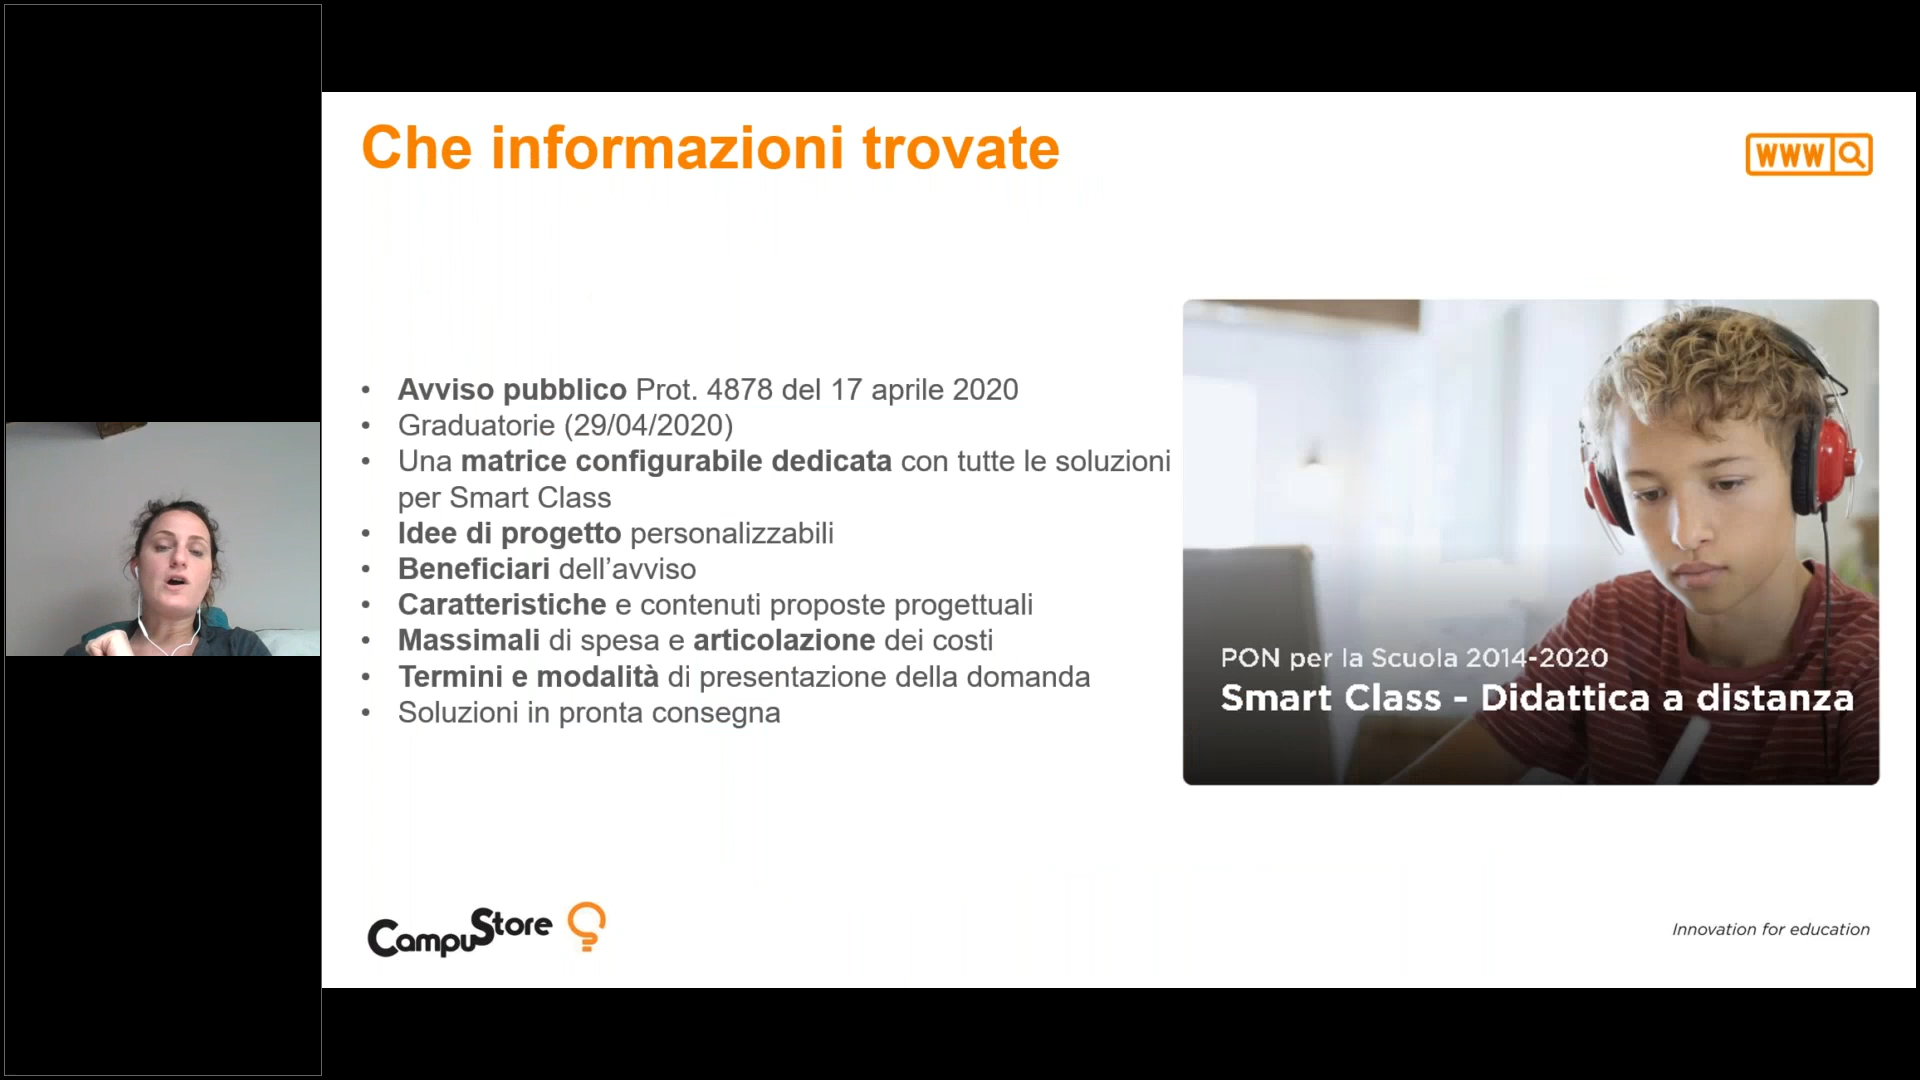 Che informazioni trovate
WWW
• Avviso pubblico Prot. 4878 del 17 aprile 2020
• Graduatorie (29/04/2020)
• Una matrice configurabile dedicata con tutte le soluzioni
per Smart Class
• Idee di progetto personalizzabili
• Beneficiari dell’avviso
• Caratteristiche e contenuti proposte progettuali
• Massimali di spesa e articolazione dei costi
• Termini e modalità di presentazione della domanda
• Soluzioni in pronta consegna
PON per la Scuola 2014-2020
Smart Class - Didattica a distanza
CampuStore
Innovation for education